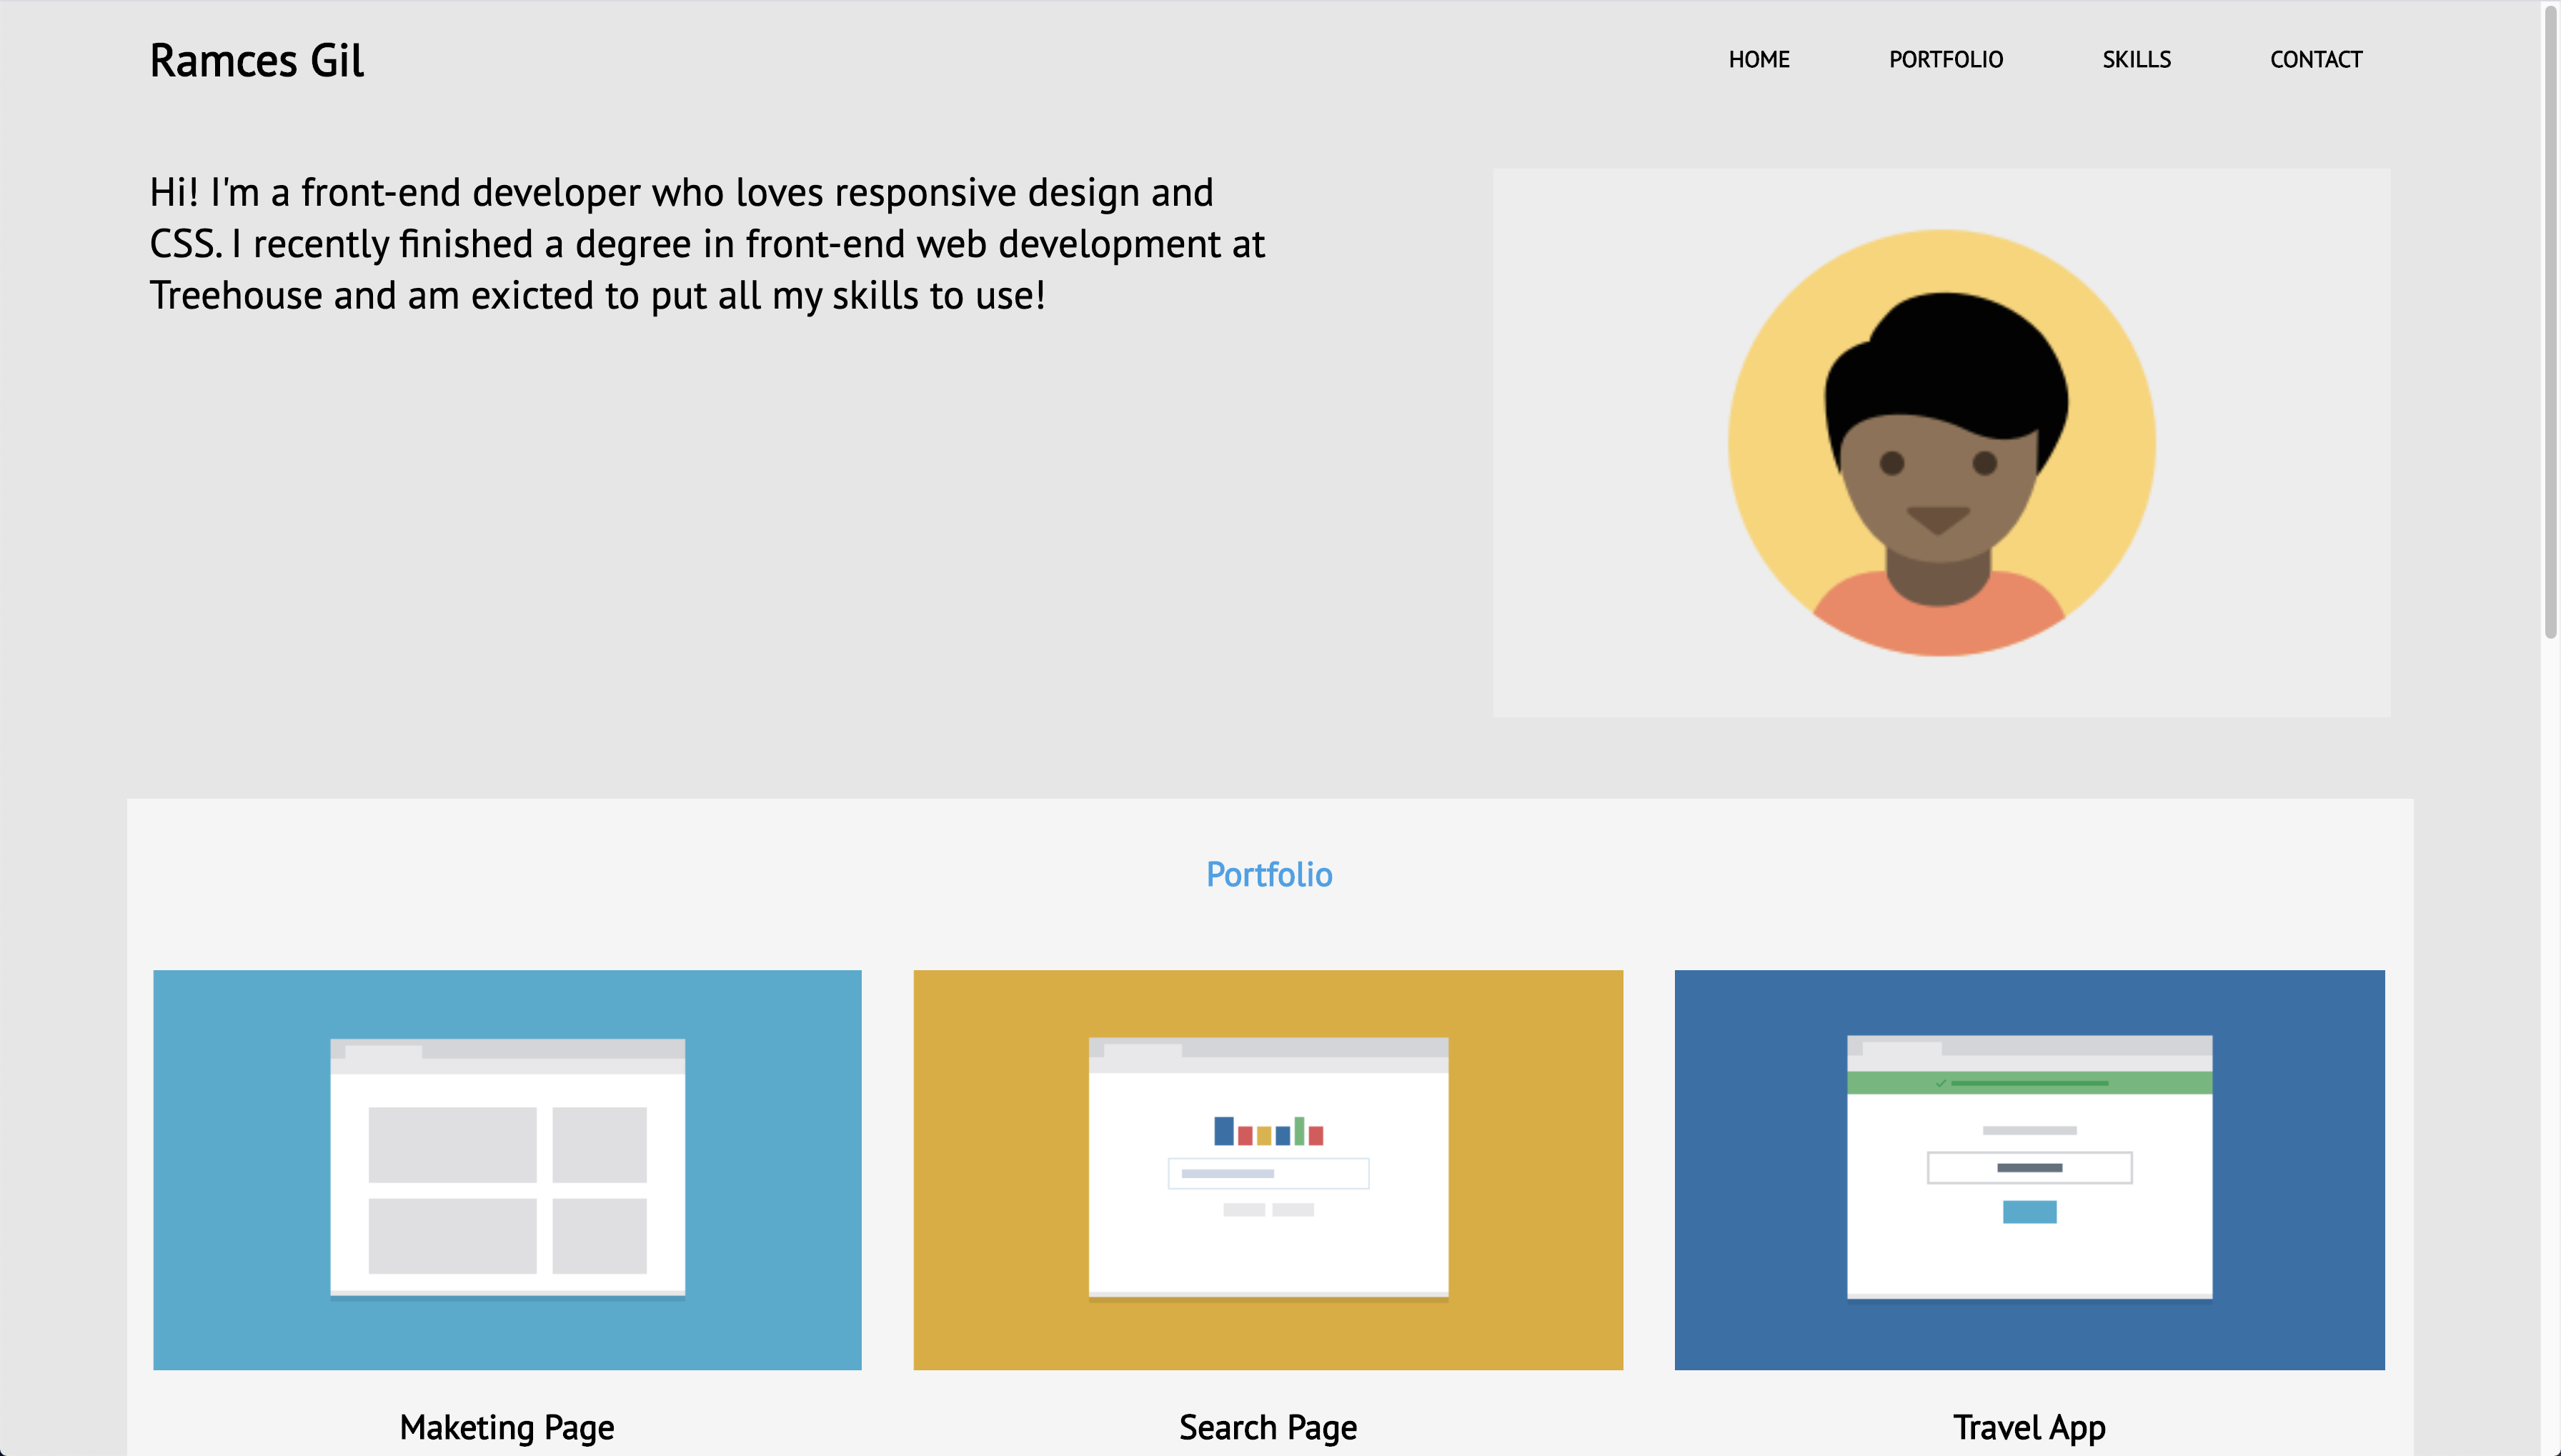 Ramces Gil
HOME PORTFOLIO SKILLS CONTACT
Hi! I'm a front-end developer who loves responsive design and
CSS. I recently finished a degree in front-end web development at
Treehouse and am exicted to put all my skills to use!
Portfolio
Maketing Page
Search Page
Travel App